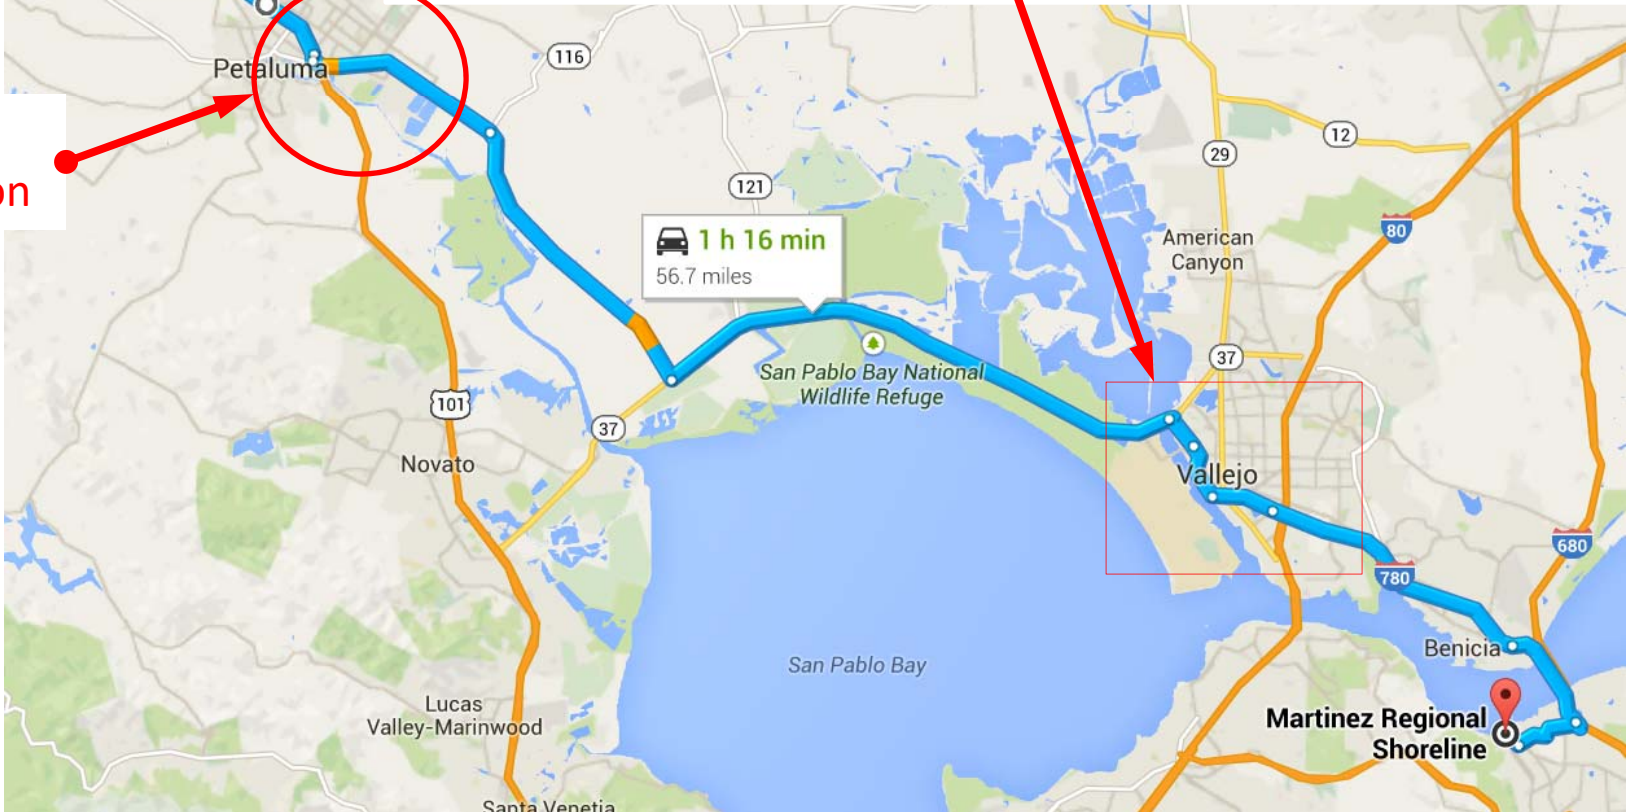 116
Petaluma
on
12
29
121
80
1 h 16 min
56.7 miles
American
Canyon
37
San Pablo Bay National
Wildlife Refuge
101
37
Novato
Vallejo
680
780
Benicia
San Pablo Bay
Lucas
Valley-Marinwood
Martinez Regional
Shoreline
Santa Venetia